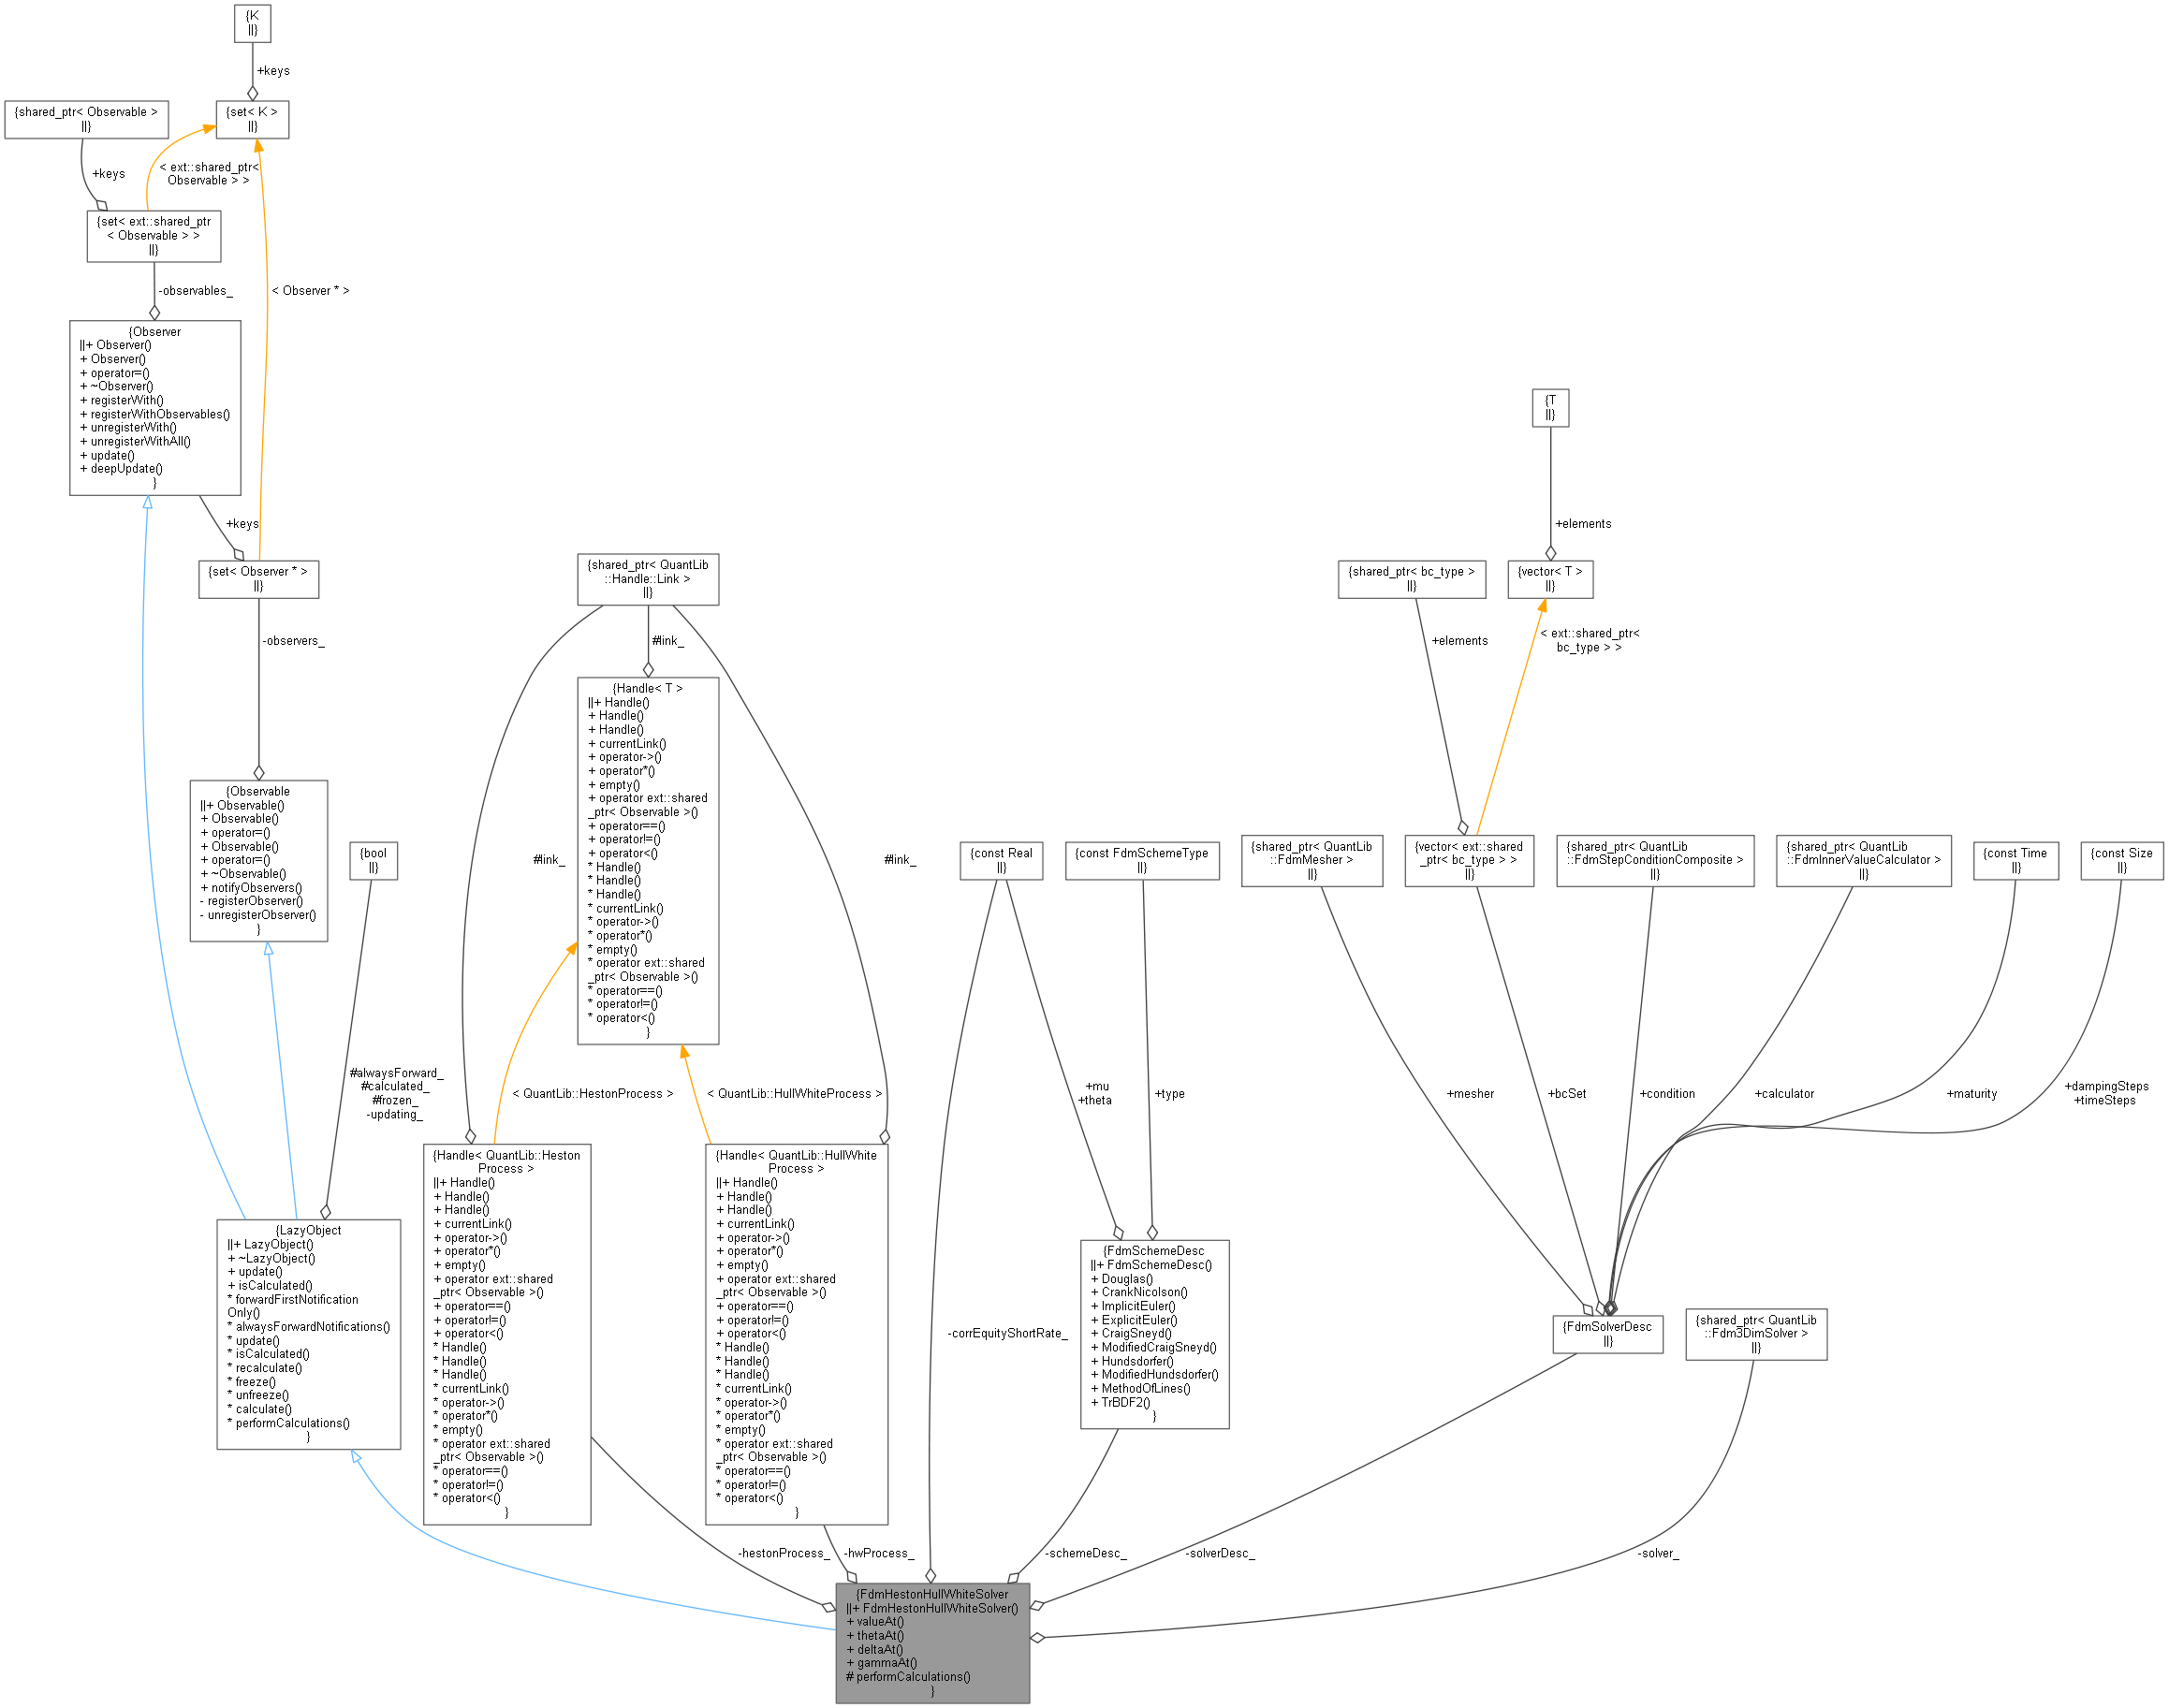 {K
||}
+keys
{shared_ptr< Observable >
||}
{set< K >
||}
+keys
< ext::shared_ptr<
Observable > >
{set< ext::shared_ptr
< Observable > >
||}
-observables_
< Observer * >
{Observer
||+ Observer()
+ Observer()
+ operator=()
+ ~Observer()
+ registerWith()
+ registerWithObservables()
+ unregisterWith()
+ unregisterWithAll()
+ update()
+ deepUpdate()
}
+keys
{set< Observer * >
||}
-observers_
{Observable
||+ Observable()
+ Observable()
+ operator=()
+ Observable()
+ operator=()
+ ~Observable()
+ notifyObservers()
- registerObserver()
- unregisterObserver()
}
{bool
||}
#alwaysForward_
#calculated_
#frozen_
-updating_
{LazyObject
||+ LazyObject()
+ ~LazyObject()
+ update()
+ isCalculated()
* forwardFirstNotification
Only()
* alwaysForwardNotifications()
* update()
* isCalculated()
* recalculate()
* freeze()
* unfreeze()
* calculate()
* performCalculations()
}
{shared_ptr< QuantLib
::Handle::Link >
||}
#link_
#link_
#link_
{Handle< T >
||+ Handle()
+ Handle()
+ Handle()
+ currentLink()
+ operator->()
+ operator*()
+ empty()
+ operator ext::shared
_ptr< Observable >()
+ operator==()
+ operator!=()
+ operator<()
* Handle()
* Handle()
* Handle()
* currentLink()
* operator->()
* operator*()
* empty()
* operator ext::shared
_ptr< Observable >()
* operator==()
* operator!=()
* operator<()
}
< QuantLib::HestonProcess >
< QuantLib::HullWhiteProcess >
{Handle< QuantLib::Heston
Process >
||+ Handle()
+ Handle()
+ Handle()
+ currentLink()
+ operator->()
+ operator*()
+ empty()
+ operator ext::shared
_ptr< Observable >()
+ operator==()
+ operator!=()
+ operator<()
* Handle()
* Handle()
* Handle()
* currentLink()
* operator->()
* operator*()
* empty()
* operator ext::shared
_ptr< Observable >()
* operator==()
* operator!=()
* operator<()
}
{Handle< QuantLib::HullWhite
Process >
||+ Handle()
+ Handle()
+ Handle()
+ currentLink()
+ operator->()
+ operator*()
+ empty()
+ operator ext::shared
_ptr< Observable >()
+ operator==()
+ operator!=()
+ operator<()
* Handle()
* Handle()
* Handle()
* currentLink()
* operator->()
* operator*()
* empty()
* operator ext::shared
_ptr< Observable >()
* operator==()
* operator!=()
* operator<()
}
{const Real
||}
{const FdmSchemeType
||}
+mu
+theta
+type
-corrEquityShortRate_
{FdmSchemeDesc
||+ FdmSchemeDesc()
+ Douglas()
+ CrankNicolson()
+ ImplicitEuler()
+ ExplicitEuler()
+ CraigSneyd()
+ ModifiedCraigSneyd()
+ Hundsdorfer()
+ ModifiedHundsdorfer()
+ MethodOfLines()
+ TrBDF2()
}
{T
||}
+elements
{shared_ptr< bc_type >
||}
{vector< T >
||}
+elements
< ext::shared_ptr<
bc_type > >
{shared_ptr< QuantLib
::FdmMesher >
||}
{vector< ext::shared
_ptr< bc_type > >
||}
{shared_ptr< QuantLib
::FdmStepConditionComposite >
||}
{shared_ptr< QuantLib
::FdmInnerValueCalculator >
||}
{const Time
||}
{const Size
||}
+mesher
+bcSet
+condition
+calculator
+maturity
+dampingSteps
+timeSteps
{FdmSolverDesc
||}
{shared_ptr< QuantLib
::Fdm3DimSolver >
||}
-hestonProcess_
-hwProcess_
-schemeDesc_
-solverDesc_
-solver_
{FdmHestonHullWhiteSolver
||+ FdmHestonHullWhiteSolver()
+ valueAt()
+ thetaAt()
+ deltaAt()
+ gammaAt()
# performCalculations()
}